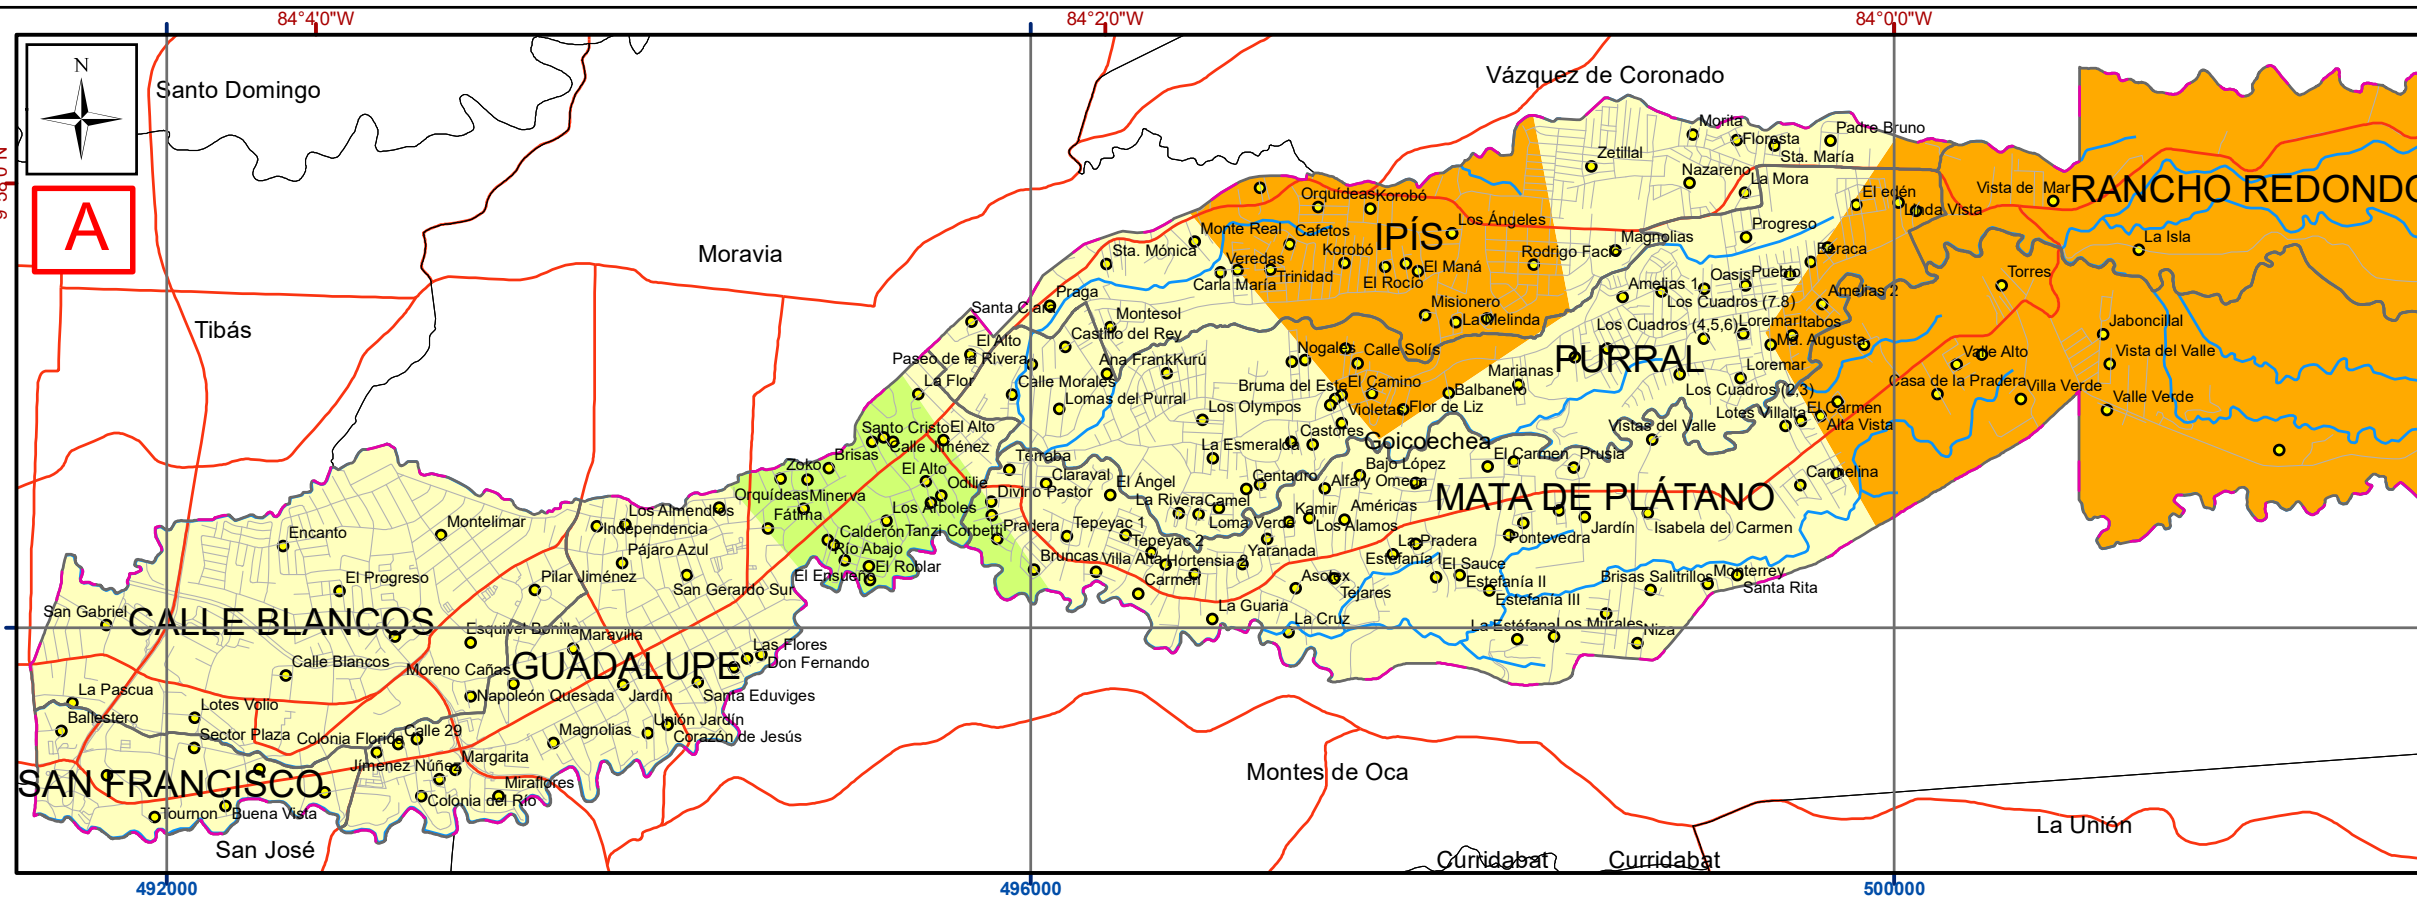 84°4'0"W
84°2'0"W
84°0'0"W
N
A
Santo Domingo
Vázquez de Coronado
Moravia
Tibás
Morita
Floresta
Padre Bruno
Sta. María
Zetillal
Nazareno
La Mora
El edén
Linda Vista
Vista de Mar
RANCHO REDONDO
La Isla
Orquídeas
Korobó
Los Ángeles
IPÍS
Monte Real
Cafetos
Korobó
Sta. Mónica
Veredas
Trinidad
Carla María
El Maná
El Rocío
Rodrigo Facio
Magnolias
Progreso
Beraca
Oasis
Pueblo
Amelias 1
Amelias 2
Torres
Los Cuadros (7.8)
Praga
Santa Clara
Montesol
Misionero
La Melinda
Los Cuadros (4,5,6)
Loremar
Itabos
Jaboncillal
Castillo del Rey
El Alto
Paseo de la Rivera
Ana Frank
Kurú
Nogales
Calle Solís
PURRAL
Ma. Augusta
Valle Alto
Vista del Valle
La Flor
Calle Morales
Bruma del Este
El Camino
Marianas
Balbanero
Loremar
Los Cuadros (2,3)
Casa de la Pradera
Villa Verde
Valle Verde
Lomas del Purral
Los Olympos
Violetas
Flor de Liz
Lotes Villalta
El Carmen
Alta Vista
Santo Cristo
El Alto
Calle Jiménez
Castores
Goicoechea
Vistas del Valle
La Esmeralda
Brisas
Zoko
Terraba
Claraval
El Alto
Odilie
El Ángel
Centauro
Bajo López
El Carmen
Prusia
Carmelina
Alfa y Omega
Divino Pastor
Orquídeas
Minerva
La Rivera
Camel
MATA DE PLÁTANO
Fátima
Los Arboles
Loma Verde
Kamir
Américas
Los Alamos
Jardín
Isabela del Carmen
Los Almendros
Independencia
Montelimar
Encanto
Calderón
Tanzi Corbetti
Pradera
Tepeyac 1
Tepeyac 2
Yaranada
La Pradera
Pontevedra
Pájaro Azul
Río Abajo
El Roblar
El Ensueño
Bruncas
Villa Alta
Hortensia 2
Carmen
Estefanía I
El Sauce
Estefanía II
Estefanía III
Asotex
Tejares
Brisas Salitrillos
Monterrey
Santa Rita
El Progreso
Pilar Jiménez
San Gerardo Sur
San Gabriel
CALLE BLANCOS
La Guaria
La Cruz
La Estéfana
Los Murales
Niza
Esquivel Bonilla
Maravilla
Las Flores
Don Fernando
Calle Blancos
Moreno Cañas
GUADALUPE
La Pascua
Napoleón Quesada
Jardín
Santa Eduviges
Ballestero
Lotes Volio
Sector Plaza
Colonia Florida
Calle 29
Magnolias
Unión Jardín
Corazón de Jesús
Jímenez Núñez
Margarita
SAN FRANCISCO
Miraflores
Colonia del Río
Tournon
Buena Vista
San José
Montes de Oca
La Unión
Curridabat
Curridabat
492000
496000
500000